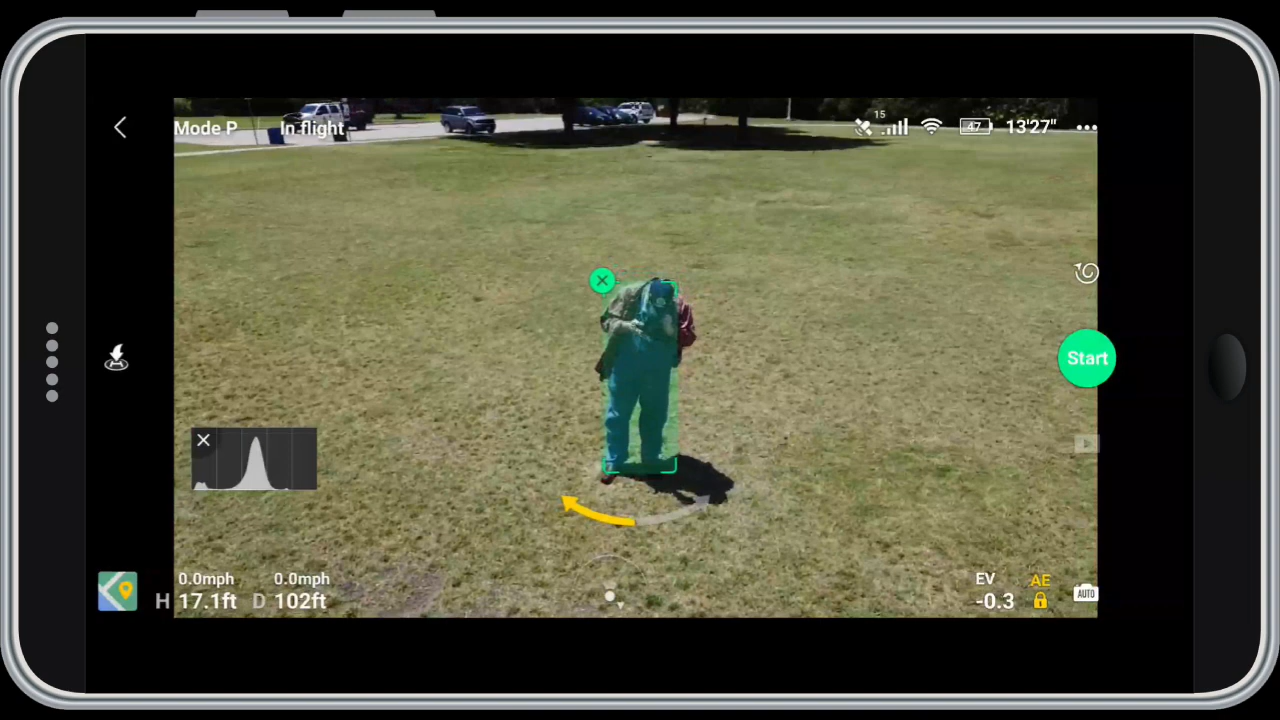 Mode P In flight
15
47 13'27"
Start
0.0mph 0.0mph
H 17.1ft D 102ft
EV AE
-0.3 AUTO